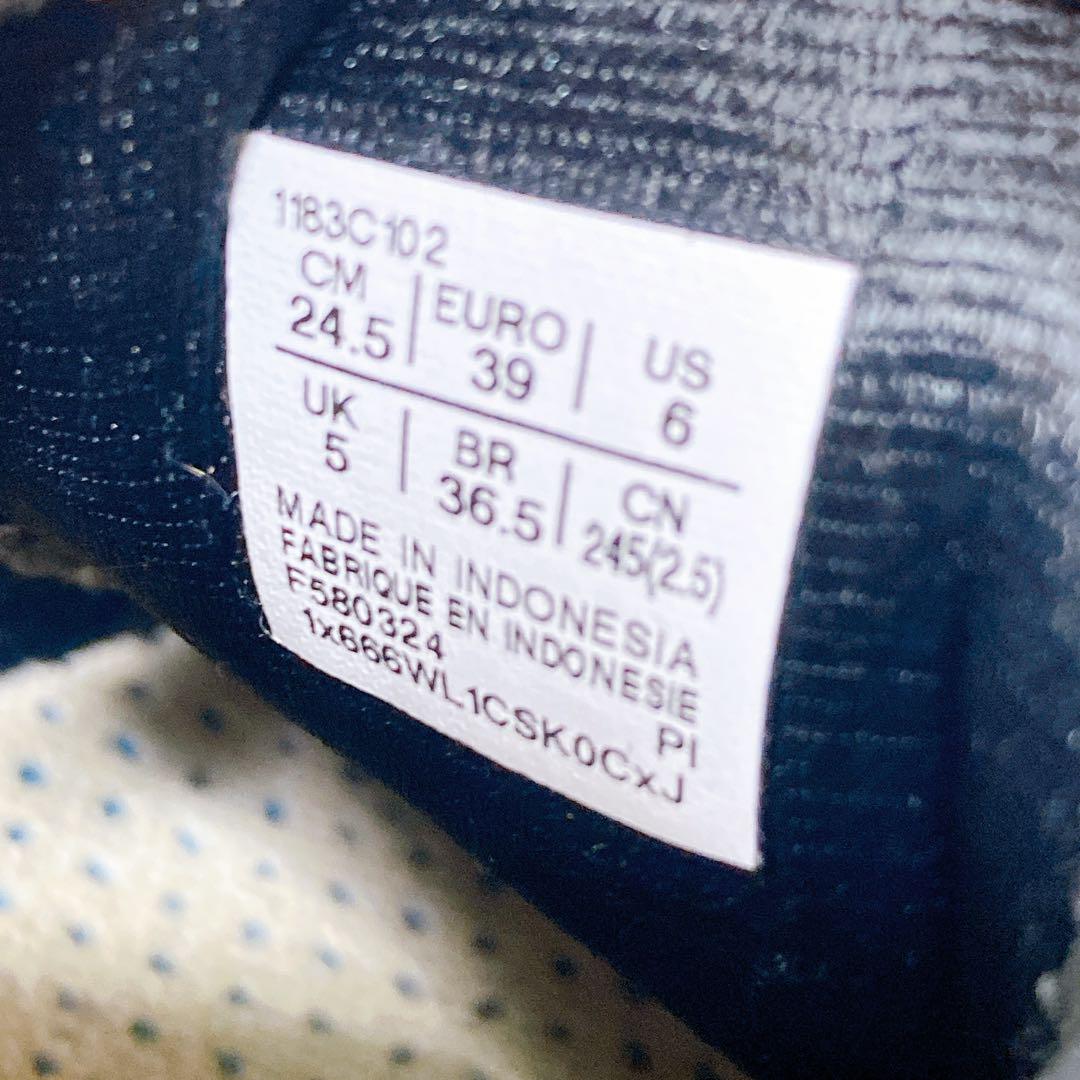 1183C102
CM | EURO | US
24.5 | 39 | 6
UK | BR | CN
5 | 36.5 | 245(2.5)
MADE IN INDONESIA
FABRIQUE EN INDONESIE
F580324 PI
1x666WL1CSK0CxJ